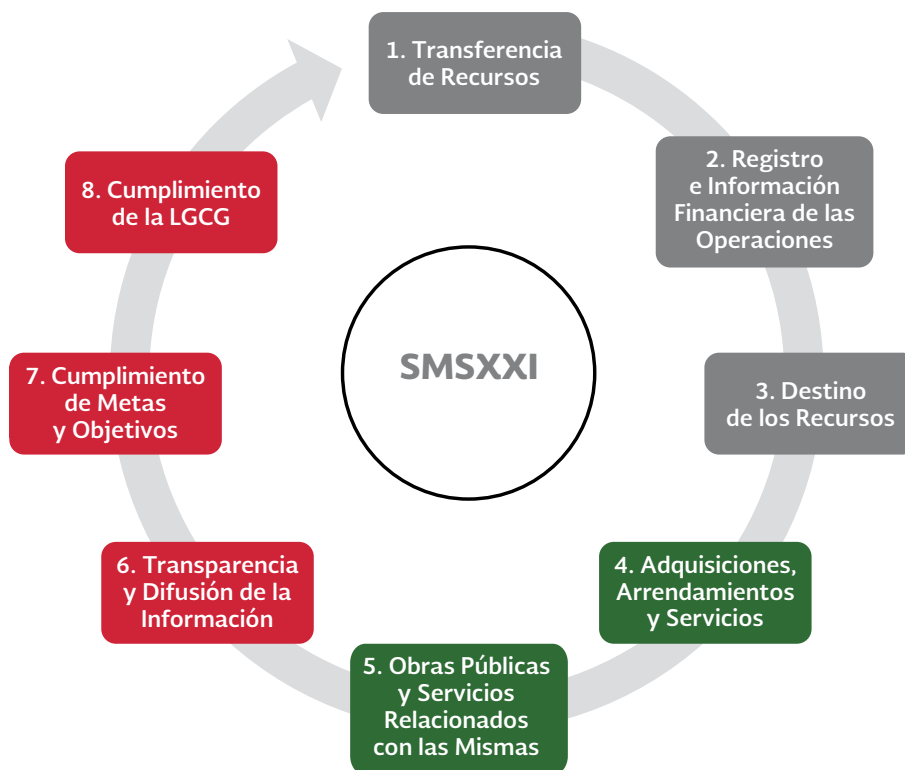 1. Transferencia
de Recursos
2. Registro
e Información
Financiera de las
Operaciones
3. Destino
de los Recursos
4. Adquisiciones,
Arrendamientos
y Servicios
5. Obras Públicas
y Servicios
Relacionados
con las Mismas
6. Transparencia
y Difusión de la
Información
7. Cumplimiento
de Metas
y Objetivos
8. Cumplimiento
de la LGCG
SMSXXI